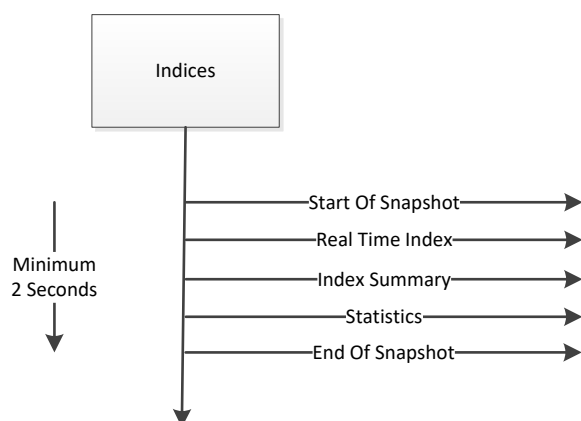 Indices
Start Of Snapshot
Real Time Index
Minimum
2 Seconds
Index Summary
Statistics
End Of Snapshot